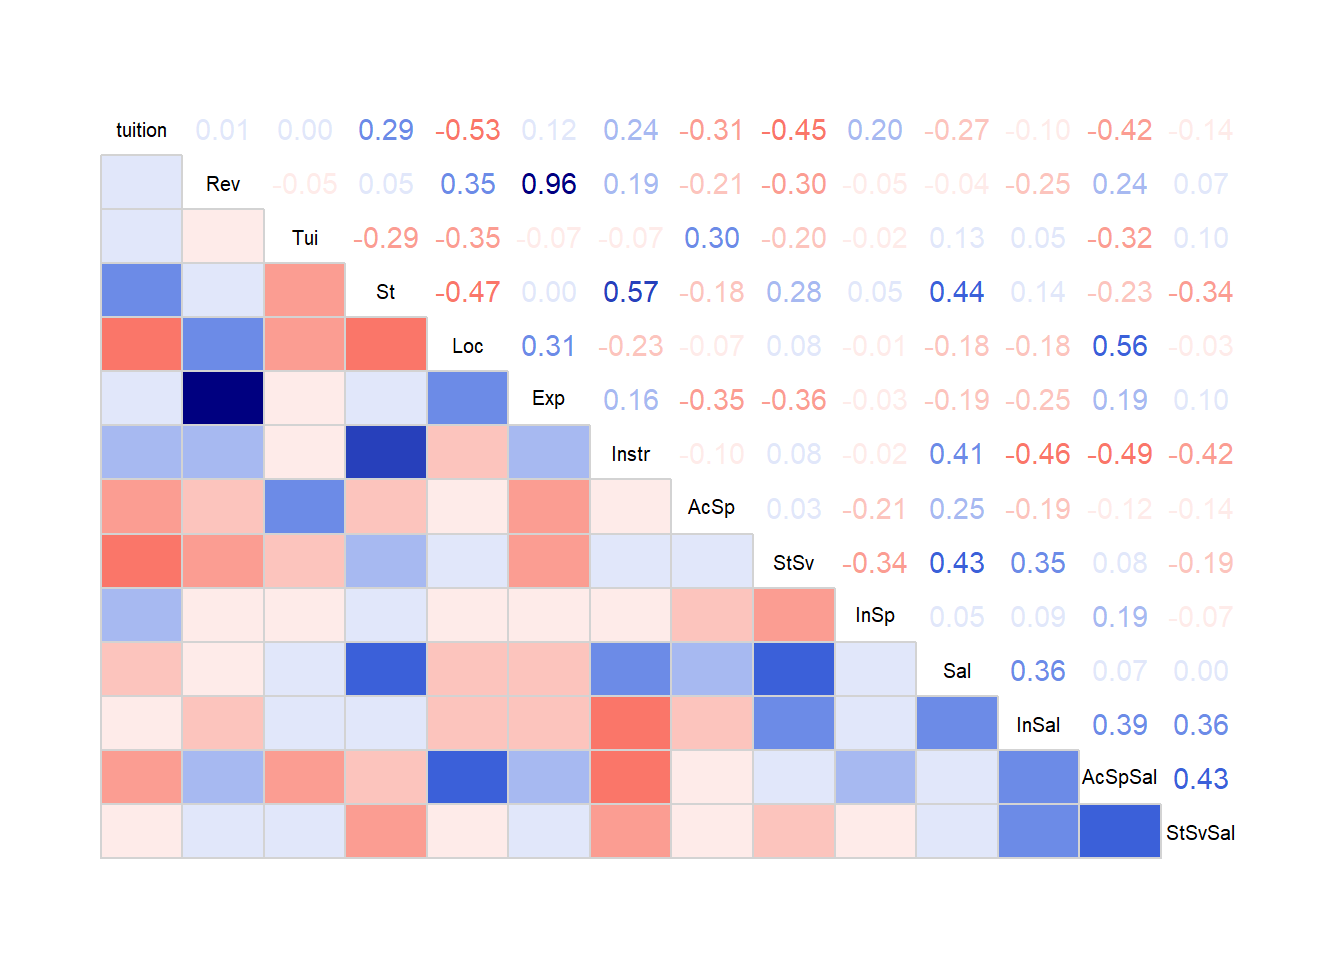 tuition 0.01 0.00 0.29 -0.53 0.12 0.24 -0.31 -0.45 0.20 -0.27 -0.10 -0.42 -0.14
Rev -0.05 0.05 0.35 0.96 0.19 -0.21 -0.30 -0.05 -0.04 -0.25 0.24 0.07
Tui -0.29 -0.35 -0.07 -0.07 0.30 -0.20 -0.02 0.13 0.05 -0.32 0.10
St -0.47 0.00 0.57 -0.18 0.28 0.05 0.44 0.14 -0.23 -0.34
Loc 0.31 -0.23 -0.07 0.08 -0.01 -0.18 -0.18 0.56 -0.03
Exp 0.16 -0.35 -0.36 -0.03 -0.19 -0.25 0.19 0.10
Instr -0.10 0.08 -0.02 0.41 -0.46 -0.49 -0.42
AcSp 0.03 -0.21 0.25 -0.19 -0.12 -0.14
StSv -0.34 0.43 0.35 0.08 -0.19
InSp 0.05 0.09 0.19 -0.07
Sal 0.36 0.07 0.00
InSal 0.39 0.36
AcSpSal 0.43
StSvSal